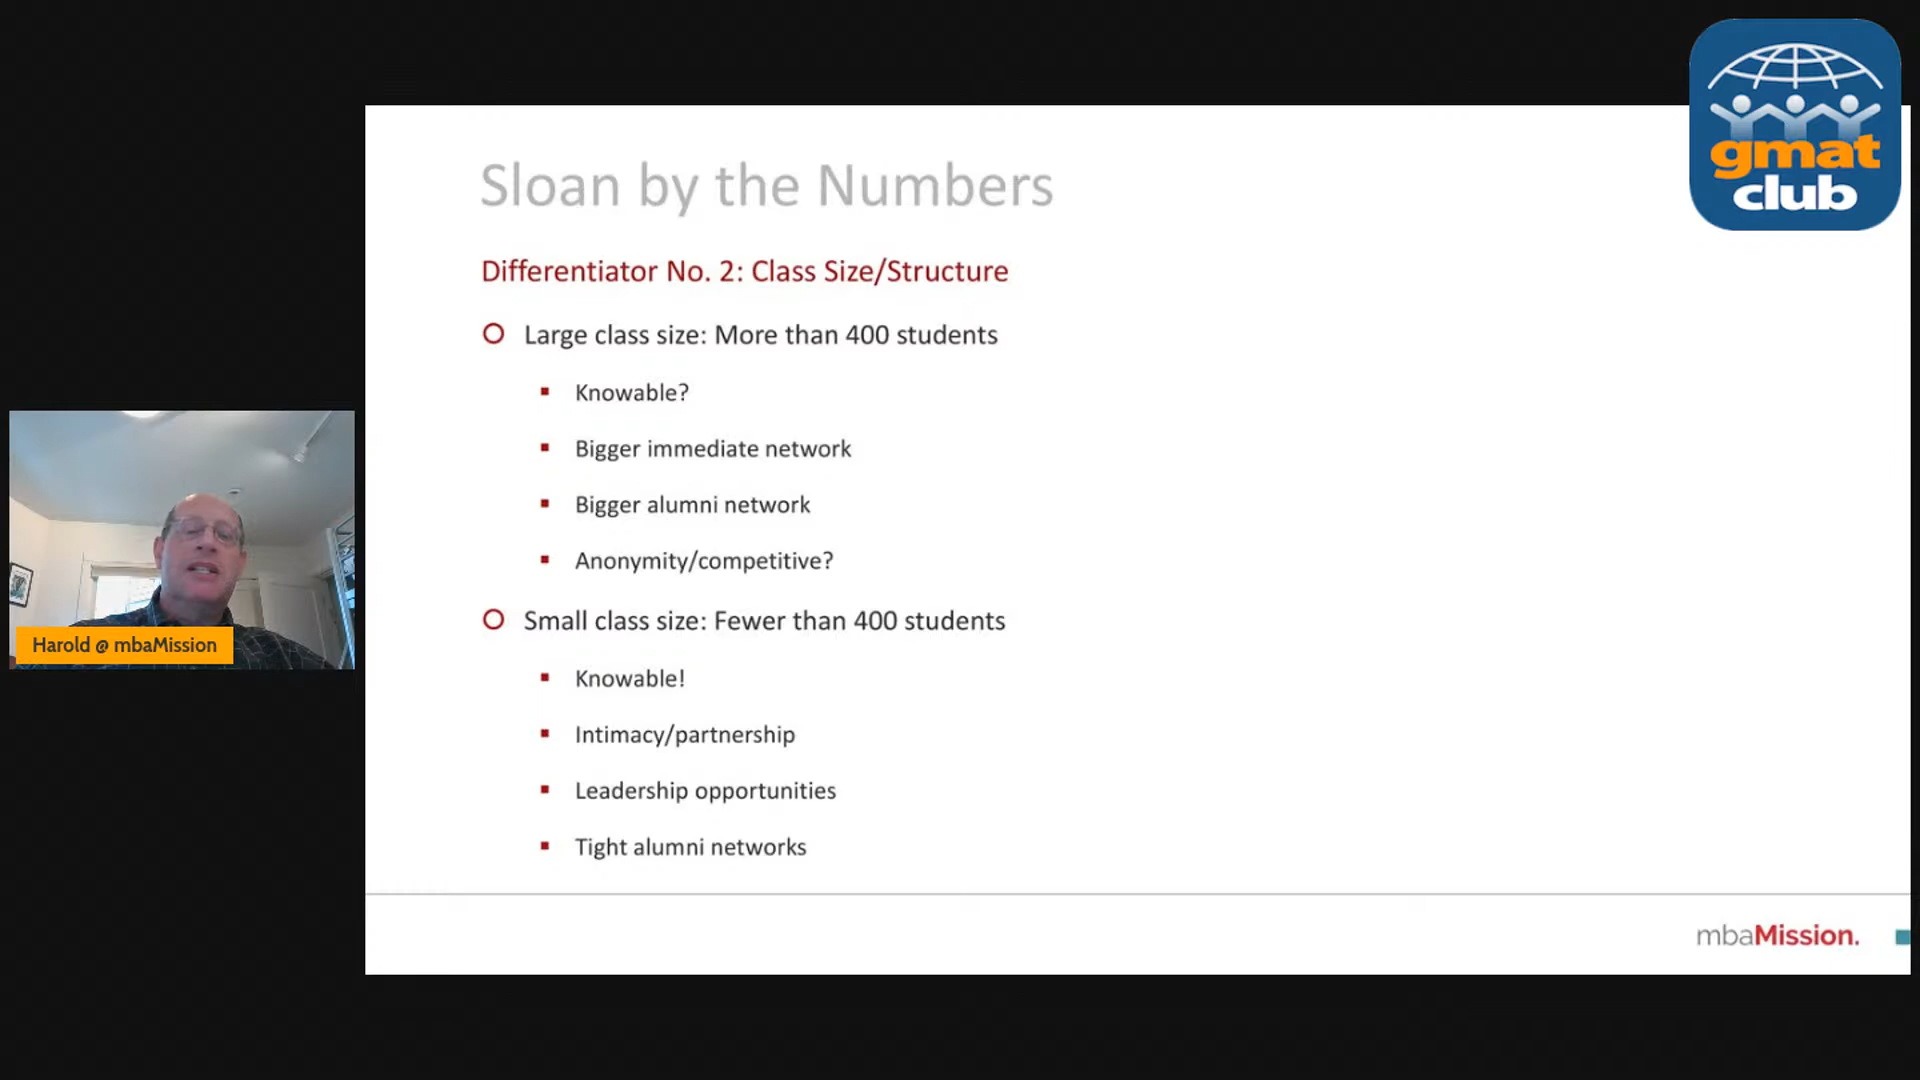 gmat
club
Sloan by the Numbers
Differentiator No. 2: Class Size/Structure
Large class size: More than 400 students
Knowable?
Bigger immediate network
Bigger alumni network
Anonymity/competitive?
Small class size: Fewer than 400 students
Knowable!
Intimacy/partnership
Leadership opportunities
Tight alumni networks
Harold @ mbaMission
mbaMission.